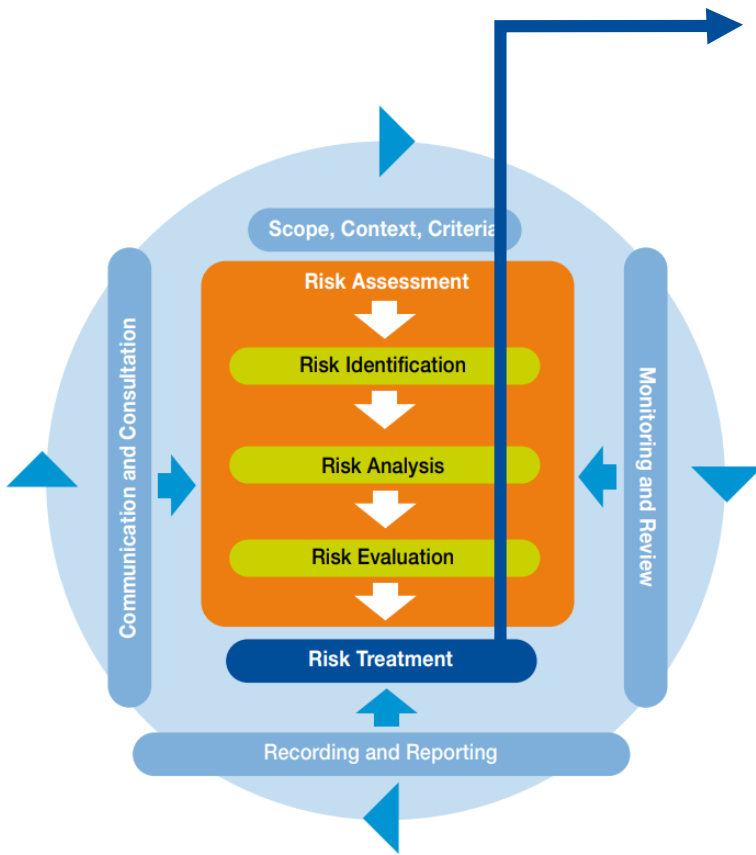 Scope, Context, Criteria
Risk Assessment
Communication and Consultation
Risk Identification
Monitoring and Review
Risk Analysis
Risk Evaluation
Risk Treatment
Recording and Reporting